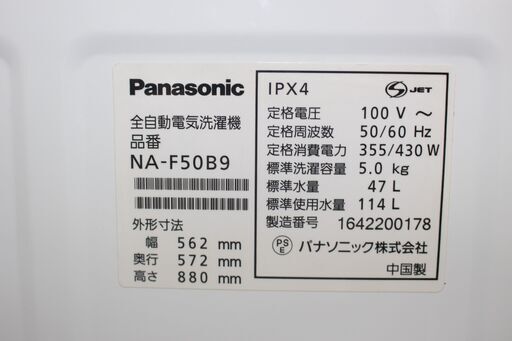 Panasonic
全自動電気洗濯機
品番
NA-F50B9
外形寸法
幅 562 mm
奥行 572 mm
高さ 880 mm
IPX4
S JET
定格電圧 100 V ～
定格周波数 50/60 Hz
定格消費電力 355/430 W
標準洗濯容量 5.0 kg
標準水量 47 L
標準使用水量 114 L
製造番号 1642200178
PS E パナソニック株式会社
中国製